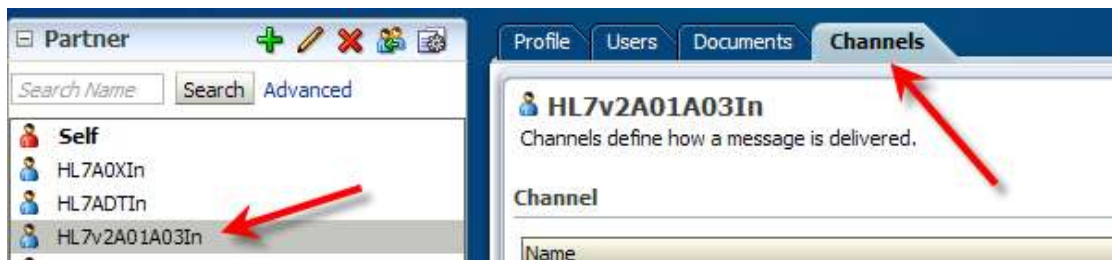 Partner
Search Name Search Advanced
Self
HL7A0XIn
HL7ADTIn
HL7v2A01A03In
Profile Users Documents Channels
HL7v2A01A03In
Channels define how a message is delivered.
Channel
Name